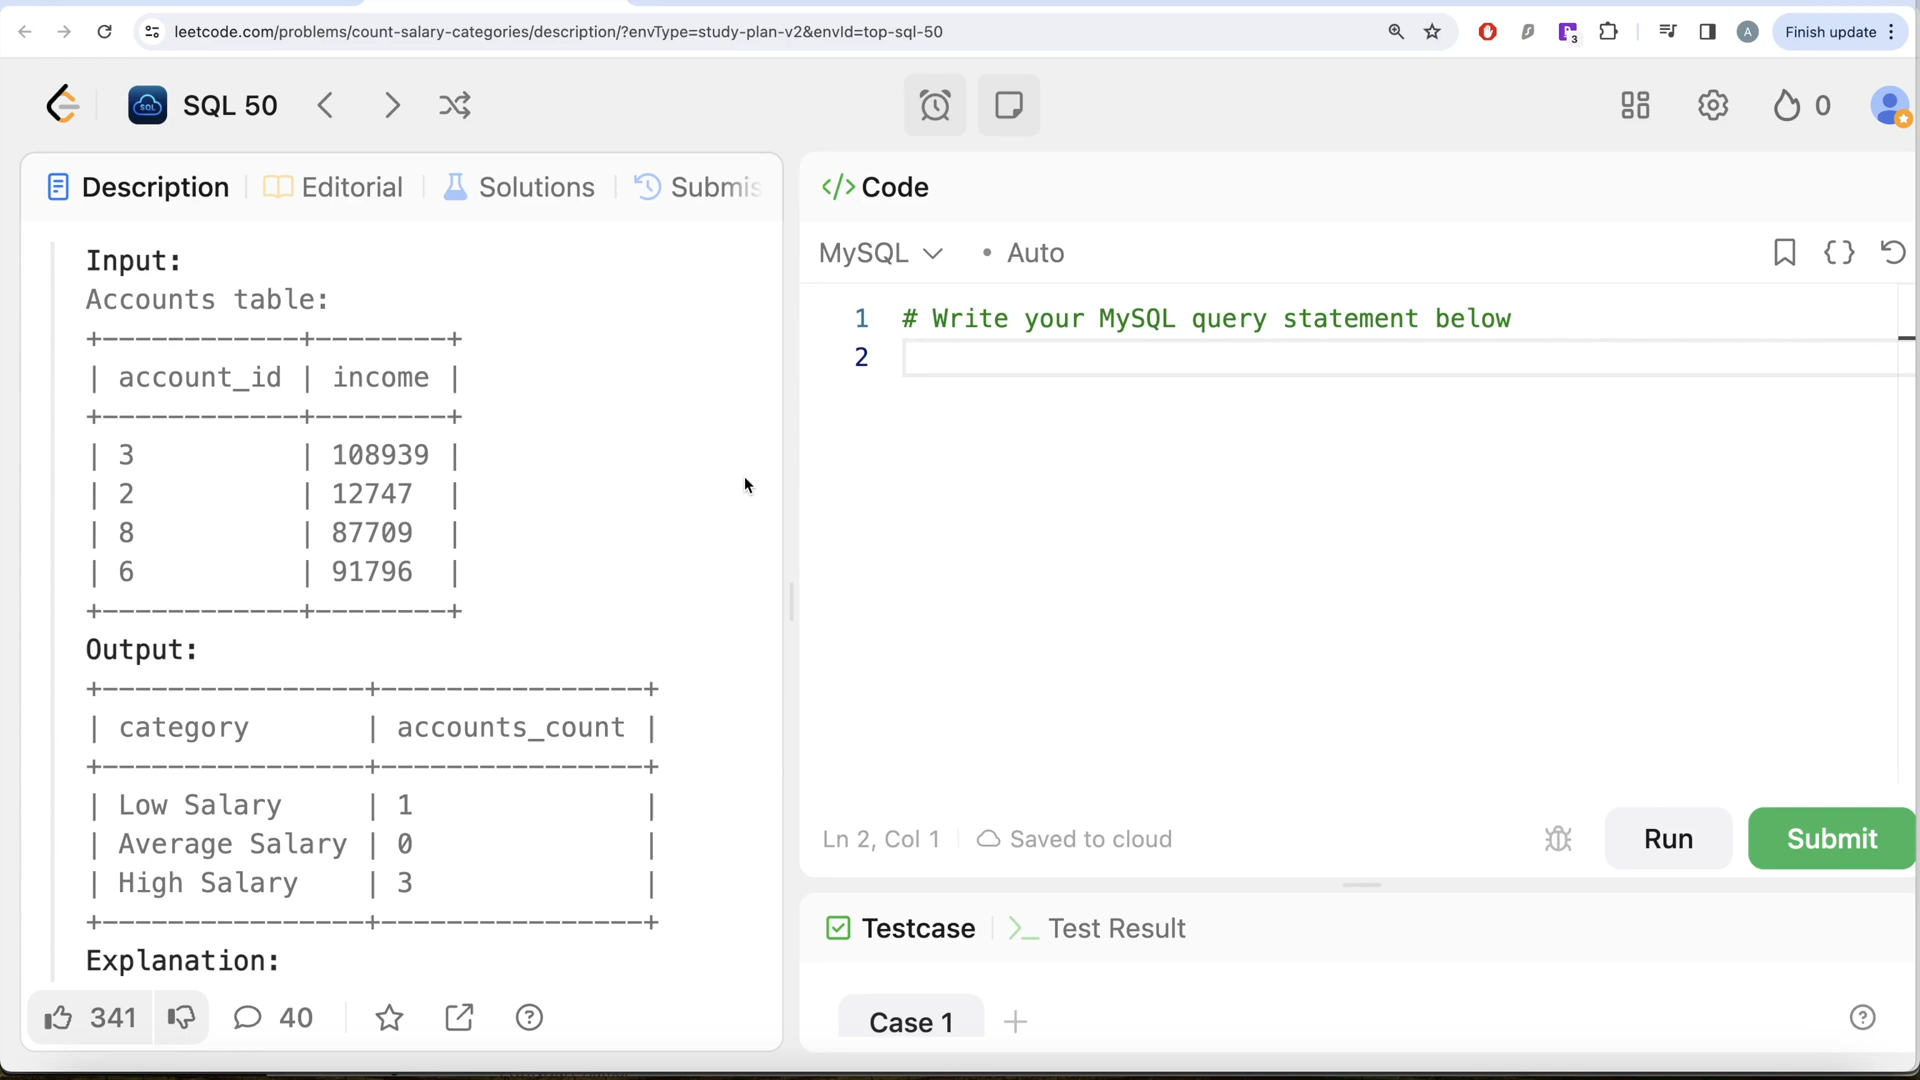 leetcode.com/problems/count-salary-categories/description/?envType=study-plan-v2&envId=top-sql-50
3
A
Finish update
SQL
SQL 50
0
Description
Editorial
Solutions
Submis
Input:
Accounts table:
+------------+--------+
| account_id | income |
+------------+--------+
| 3          | 108939 |
| 2          | 12747  |
| 8          | 87709  |
| 6          | 91796  |
+------------+--------+
Output:
+----------------+----------------+
| category       | accounts_count |
+----------------+----------------+
| Low Salary     | 1              |
| Average Salary | 0              |
| High Salary    | 3              |
+----------------+----------------+
Explanation:
341
40
</> Code
MySQL
• Auto
{}
1 # Write your MySQL query statement below
2
Ln 2, Col 1
Saved to cloud
Run
Submit
Testcase
>_ Test Result
Case 1
+